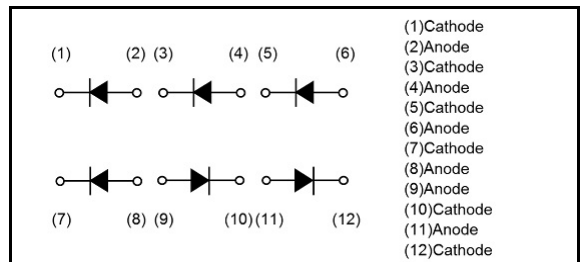 (1) (2) (3) (4) (5) (6)
(7) (8) (9) (10) (11) (12)
(1)Cathode
(2)Anode
(3)Cathode
(4)Anode
(5)Cathode
(6)Anode
(7)Cathode
(8)Anode
(9)Anode
(10)Cathode
(11)Anode
(12)Cathode